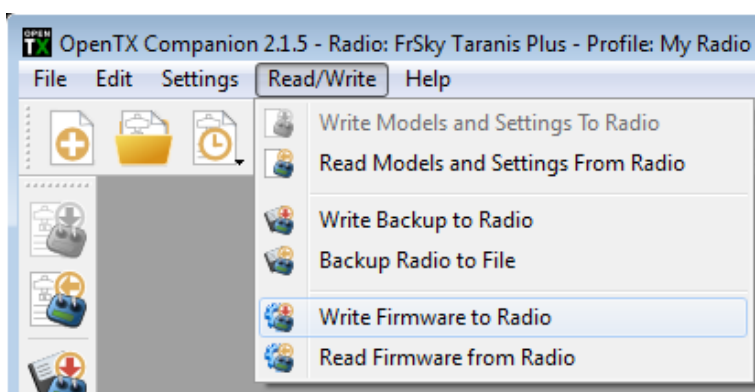 OPEN TX OpenTX Companion 2.1.5 - Radio: FrSky Taranis Plus - Profile: My Radio
File Edit Settings Read/Write Help
Write Models and Settings To Radio
Read Models and Settings From Radio
Write Backup to Radio
Backup Radio to File
Write Firmware to Radio
Read Firmware from Radio